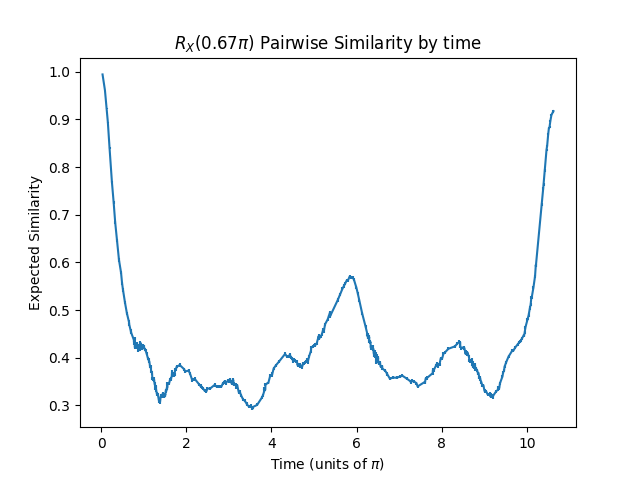 $R_X(0.67\pi)$ Pairwise Similarity by time
Expected Similarity
1.0
0.9
0.8
0.7
0.6
0.5
0.4
0.3
0 2 4 6 8 10
Time (units of $\pi$)